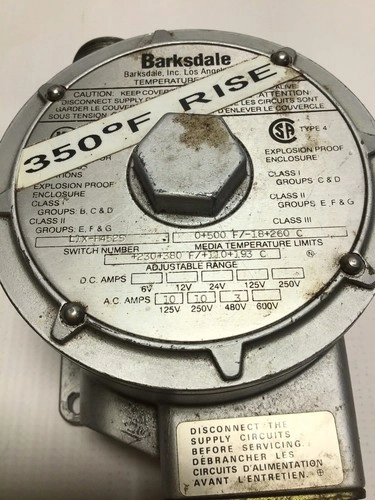 Barksdale
Barksdale, Inc. Los Angeles
TEMPERATURE
CAUTION: KEEP COVER ALIVE
DISCONNECT SUPPLY ATTENTION:
GARDER LE COUVERCLE LES CIRCUITS SONT
SOUS TENSION D'ENLEVER LE COUVERCLE
350°F RISE
EXPLOSION PROOF
ENCLOSURE
CLASS I
GROUPS B, C & D
CLASS II
GROUPS E, F & G
SA TYPE 4
EXPLOSION PROOF
ENCLOSURE
CLASS I
GROUPS C & D
CLASS II
GROUPS E, F & G
CLASS III
0+500 F/-18+260 C
SWITCH NUMBER MEDIA TEMPERATURE LIMITS
+230+380 F/+110+193 C
ADJUSTABLE RANGE
D.C. AMPS
6V 12V 24V 125V 250V
A.C. AMPS 10 10 3
125V 250V 480V 600V
DISCONNECT THE
SUPPLY CIRCUITS
BEFORE SERVICING.
DÉBRANCHER LES
CIRCUITS D'ALIMENTATION
AVANT L'ENTRETIEN.